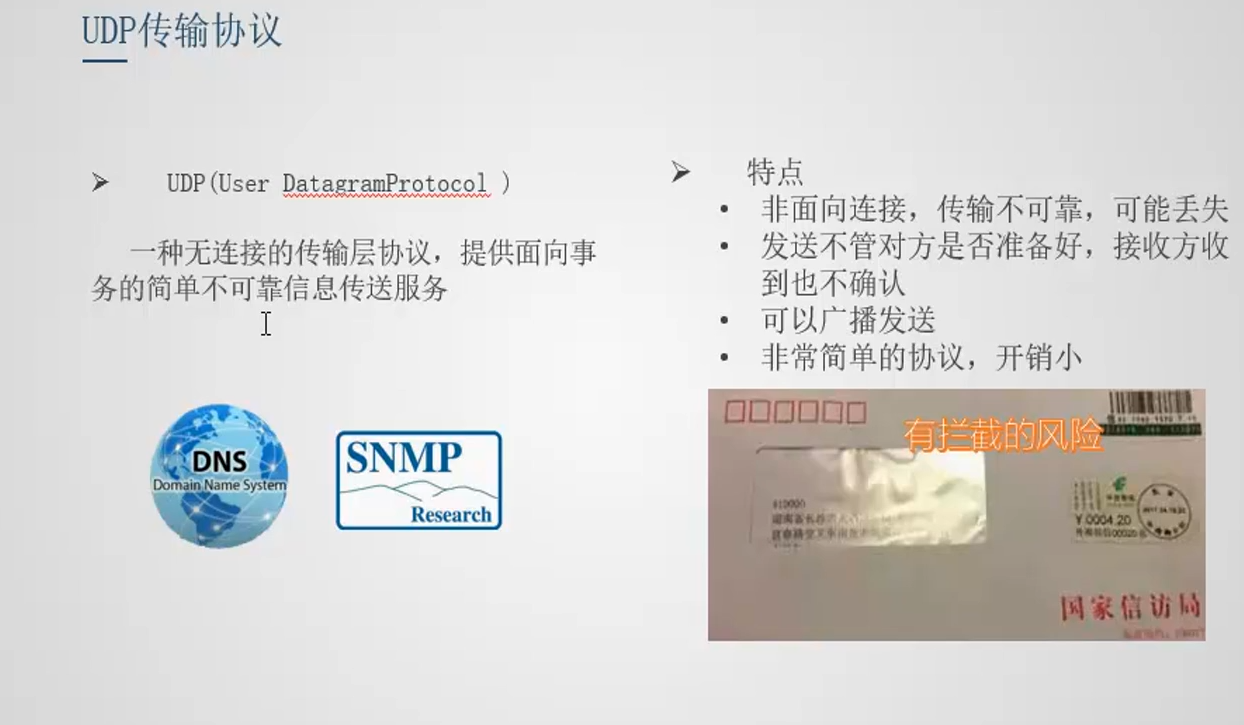 UDP传输协议
UDP(User DatagramProtocol )
一种无连接的传输层协议，提供面向事
务的简单不可靠信息传送服务
DNS
Domain Name System
SNMP
Research
特点
非面向连接，传输不可靠，可能丢失
发送不管对方是否准备好，接收方收
到也不确认
可以广播发送
非常简单的协议，开销小
有拦截的风险
410000
￥0004.20
国家信访局